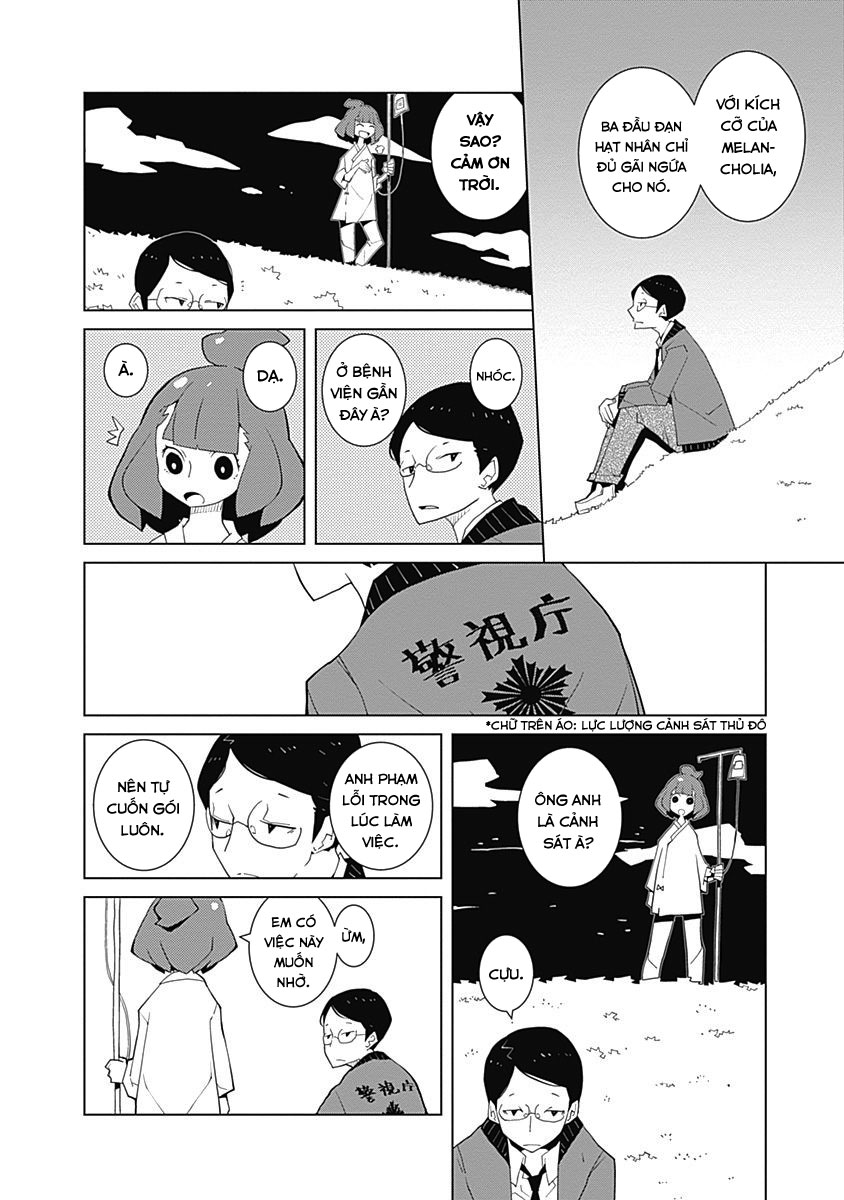 VỚI KÍCH
CỠ CỦA
MELAN-
CHOLIA,
BA ĐẦU ĐẠN
HẠT NHÂN CHỈ
ĐỦ GÃI NGỨA
CHO NÓ.
VẬY
SAO?
CẢM ƠN
TRỜI.
NHÓC.
Ở BỆNH
VIỆN GẦN
ĐÂY À?
DẠ.
À.
警視庁
*CHỮ TRÊN ÁO: LỰC LƯỢNG CẢNH SÁT THỦ ĐÔ
ÔNG ANH
LÀ CẢNH
SÁT À?
CỰU.
ANH PHẠM
LỖI TRONG
LÚC LÀM
VIỆC.
NÊN TỰ
CUỐN GÓI
LUÔN.
ỪM,
EM CÓ
VIỆC NÀY
MUỐN
NHỜ.
警視庁